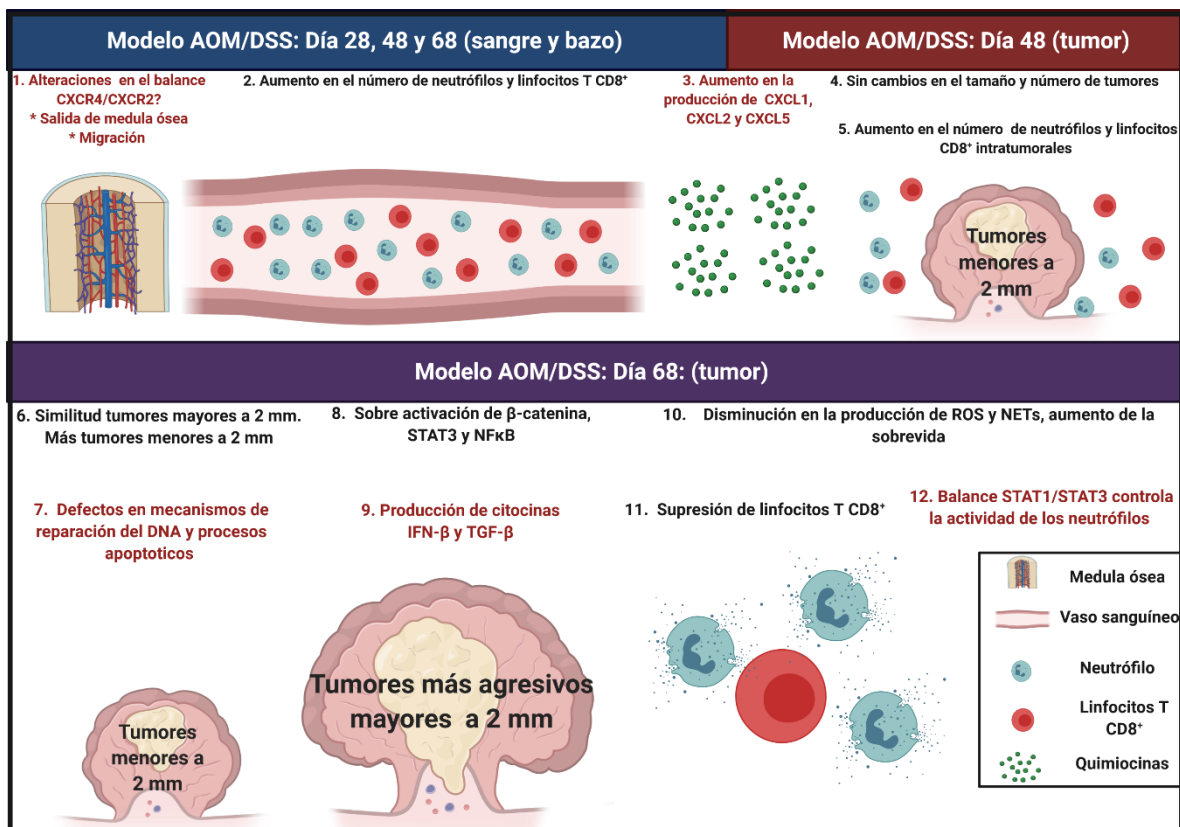 Modelo AOM/DSS: Día 28, 48 y 68 (sangre y bazo)
Modelo AOM/DSS: Día 48 (tumor)
1. Alteraciones en el balance
CXCR4/CXCR2?
* Salida de medula ósea
* Migración
2. Aumento en el número de neutrófilos y linfocitos T CD8⁺
3. Aumento en la
producción de CXCL1,
CXCL2 y CXCL5
4. Sin cambios en el tamaño y número de tumores
5. Aumento en el número de neutrófilos y linfocitos
CD8⁺ intratumorales
Tumores
menores a
2 mm
Modelo AOM/DSS: Día 68: (tumor)
6. Similitud tumores mayores a 2 mm.
Más tumores menores a 2 mm
7. Defectos en mecanismos de
reparación del DNA y procesos
apoptoticos
Tumores
menores a
2 mm
8. Sobre activación de β-catenina,
STAT3 y NFκB
9. Producción de citocinas
IFN-β y TGF-β
Tumores más agresivos
mayores a 2 mm
10. Disminución en la producción de ROS y NETs, aumento de la
sobrevida
11. Supresión de linfocitos T CD8⁺
12. Balance STAT1/STAT3 controla
la actividad de los neutrófilos
Medula ósea
Vaso sanguíneo
Neutrófilo
Linfocitos T
CD8⁺
Quimiocinas